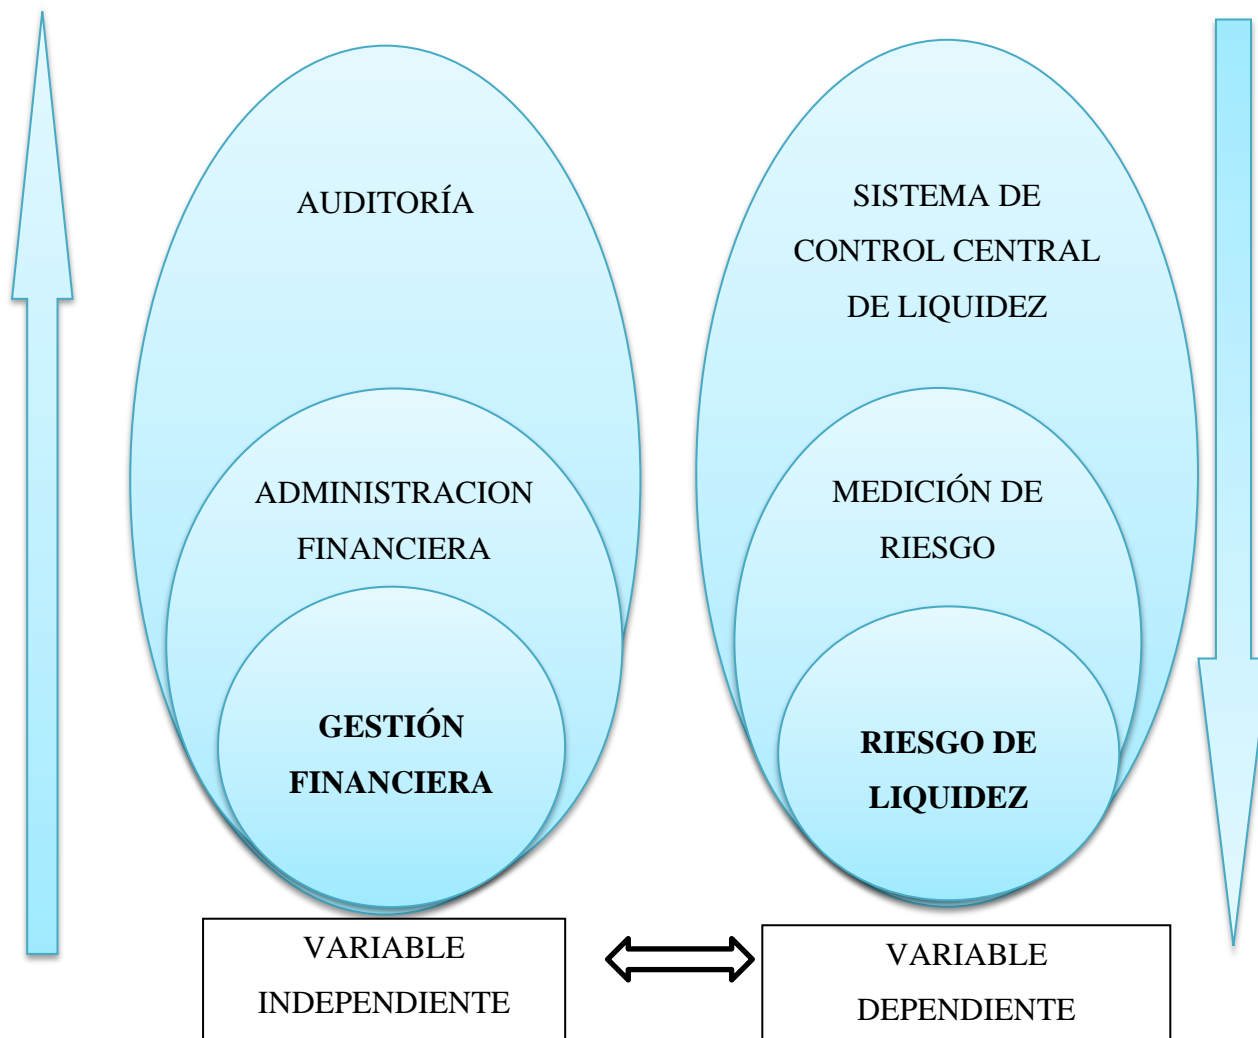 AUDITORÍA
ADMINISTRACION
FINANCIERA
GESTIÓN
FINANCIERA
VARIABLE
INDEPENDIENTE
SISTEMA DE
CONTROL CENTRAL
DE LIQUIDEZ
MEDICIÓN DE
RIESGO
RIESGO DE
LIQUIDEZ
VARIABLE
DEPENDIENTE